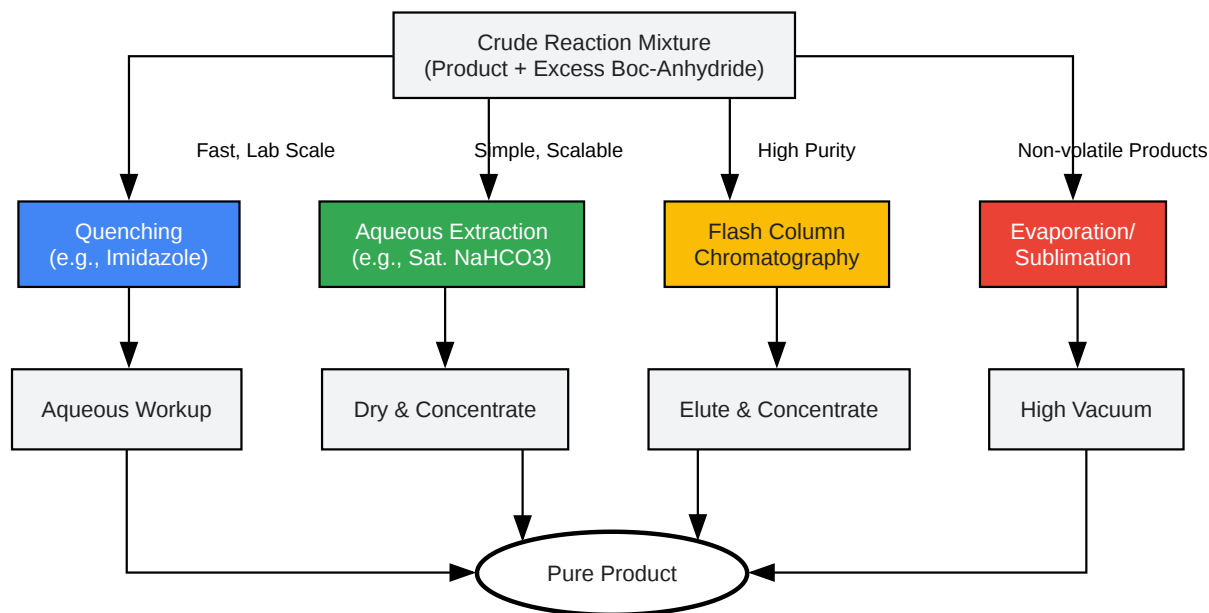 Crude Reaction Mixture
(Product + Excess Boc-Anhydride)
Fast, Lab Scale
Simple, Scalable
High Purity
Non-volatile Products
Quenching
(e.g., Imidazole)
Aqueous Extraction
(e.g., Sat. NaHCO3)
Flash Column
Chromatography
Evaporation/
Sublimation
Aqueous Workup
Dry & Concentrate
Elute & Concentrate
High Vacuum
Pure Product